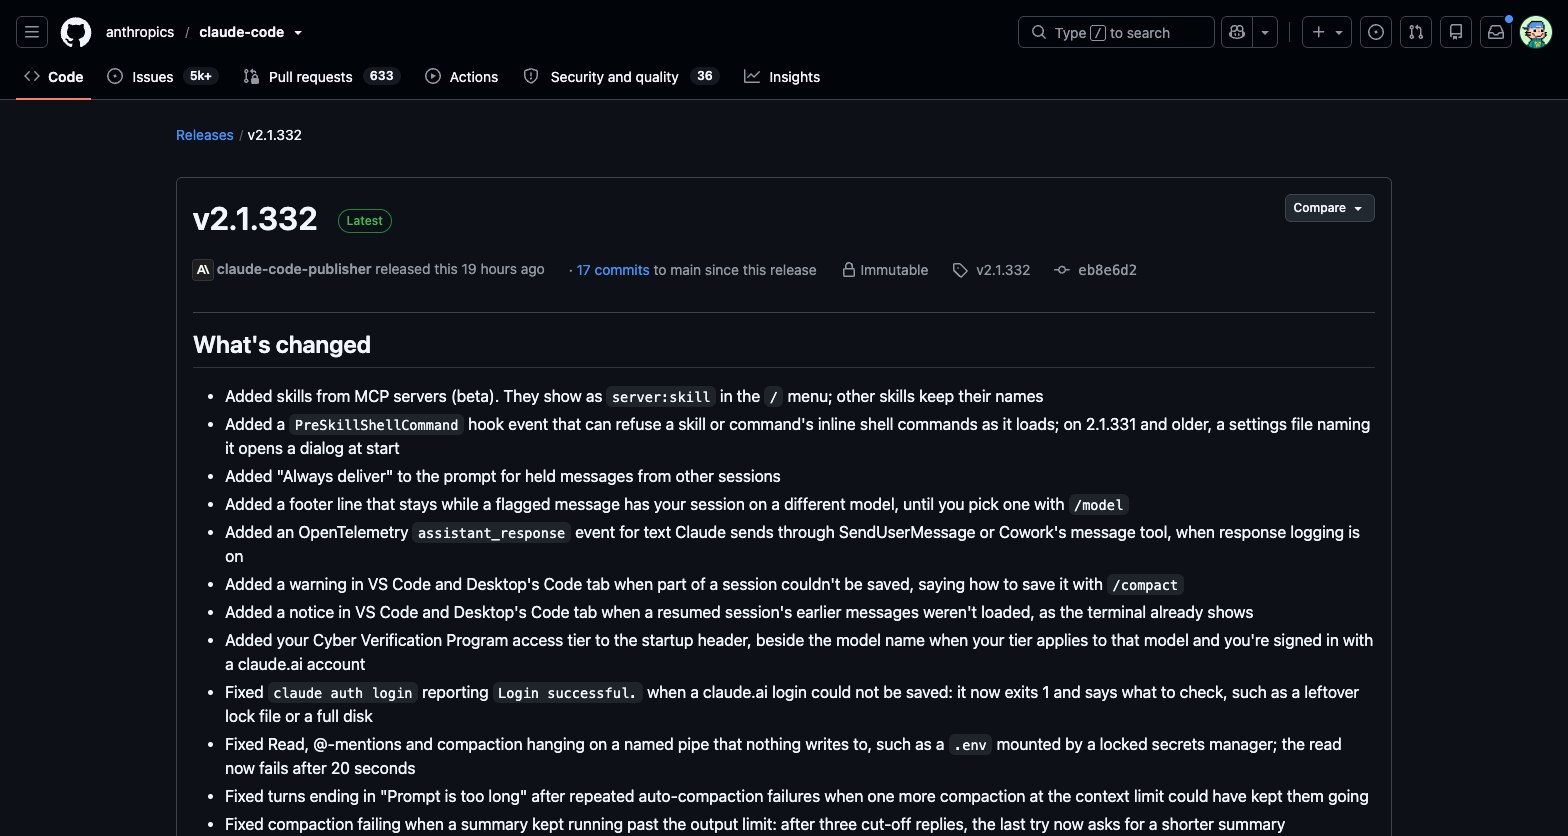 anthropics / claude-code
Type / to search
Code Issues 5k+ Pull requests 633 Actions Security and quality 36 Insights
Releases / v2.1.332
v2.1.332 Latest
Compare
claude-code-publisher released this 19 hours ago · 17 commits to main since this release Immutable v2.1.332 eb8e6d2
What's changed
• Added skills from MCP servers (beta). They show as server:skill in the / menu; other skills keep their names
• Added a PreSkillShellCommand hook event that can refuse a skill or command's inline shell commands as it loads; on 2.1.331 and older, a settings file naming
it opens a dialog at start
• Added "Always deliver" to the prompt for held messages from other sessions
• Added a footer line that stays while a flagged message has your session on a different model, until you pick one with /model
• Added an OpenTelemetry assistant_response event for text Claude sends through SendUserMessage or Cowork's message tool, when response logging is
on
• Added a warning in VS Code and Desktop's Code tab when part of a session couldn't be saved, saying how to save it with /compact
• Added a notice in VS Code and Desktop's Code tab when a resumed session's earlier messages weren't loaded, as the terminal already shows
• Added your Cyber Verification Program access tier to the startup header, beside the model name when your tier applies to that model and you're signed in with
a claude.ai account
• Fixed claude auth login reporting Login successful. when a claude.ai login could not be saved: it now exits 1 and says what to check, such as a leftover
lock file or a full disk
• Fixed Read, @-mentions and compaction hanging on a named pipe that nothing writes to, such as a .env mounted by a locked secrets manager; the read
now fails after 20 seconds
• Fixed turns ending in "Prompt is too long" after repeated auto-compaction failures when one more compaction at the context limit could have kept them going
• Fixed compaction failing when a summary kept running past the output limit: after three cut-off replies, the last try now asks for a shorter summary